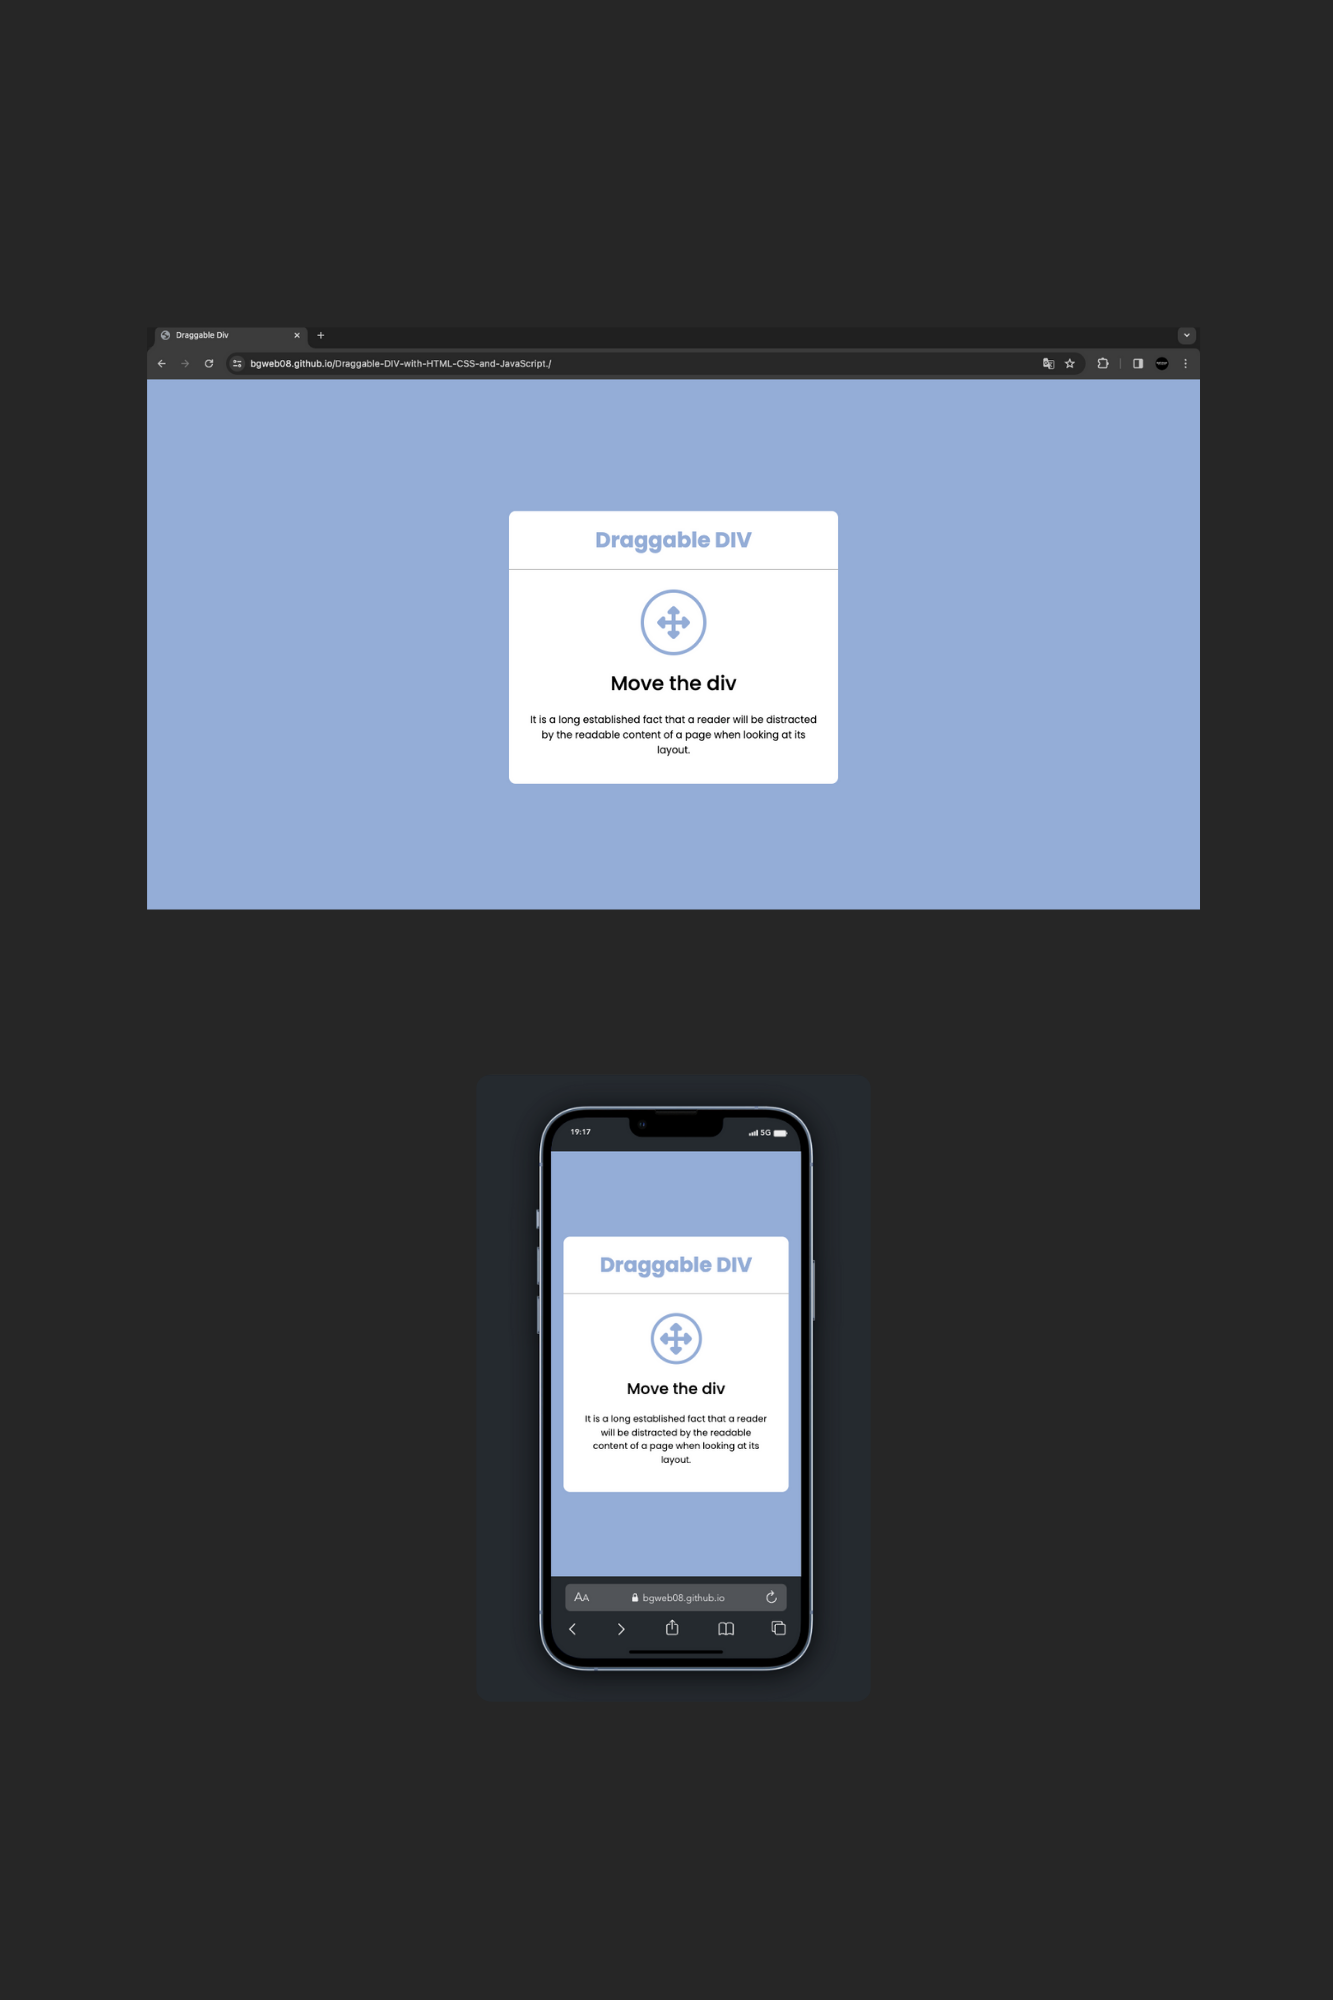 Draggable Div
bgweb08.github.io/Draggable-DIV-with-HTML-CSS-and-JavaScript./
Draggable DIV
Move the div
It is a long established fact that a reader will be distracted
by the readable content of a page when looking at its
layout.
19:17
5G
Draggable DIV
Move the div
It is a long established fact that a reader
will be distracted by the readable
content of a page when looking at its
layout.
AA
bgweb08.github.io